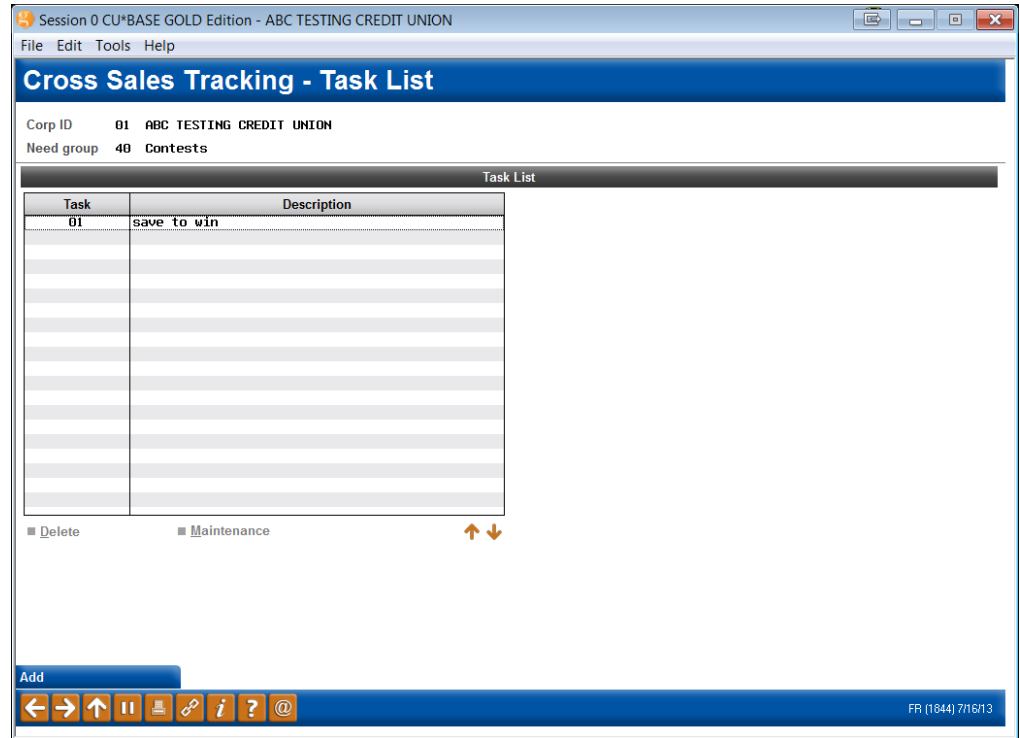 Session 0 CU*BASE GOLD Edition - ABC TESTING CREDIT UNION
File Edit Tools Help
Cross Sales Tracking - Task List
Corp ID 01 ABC TESTING CREDIT UNION
Need group 40 Contests
Task List
Task Description
01 save to win
Delete Maintenance
Add
FR (1844) 7/16/13